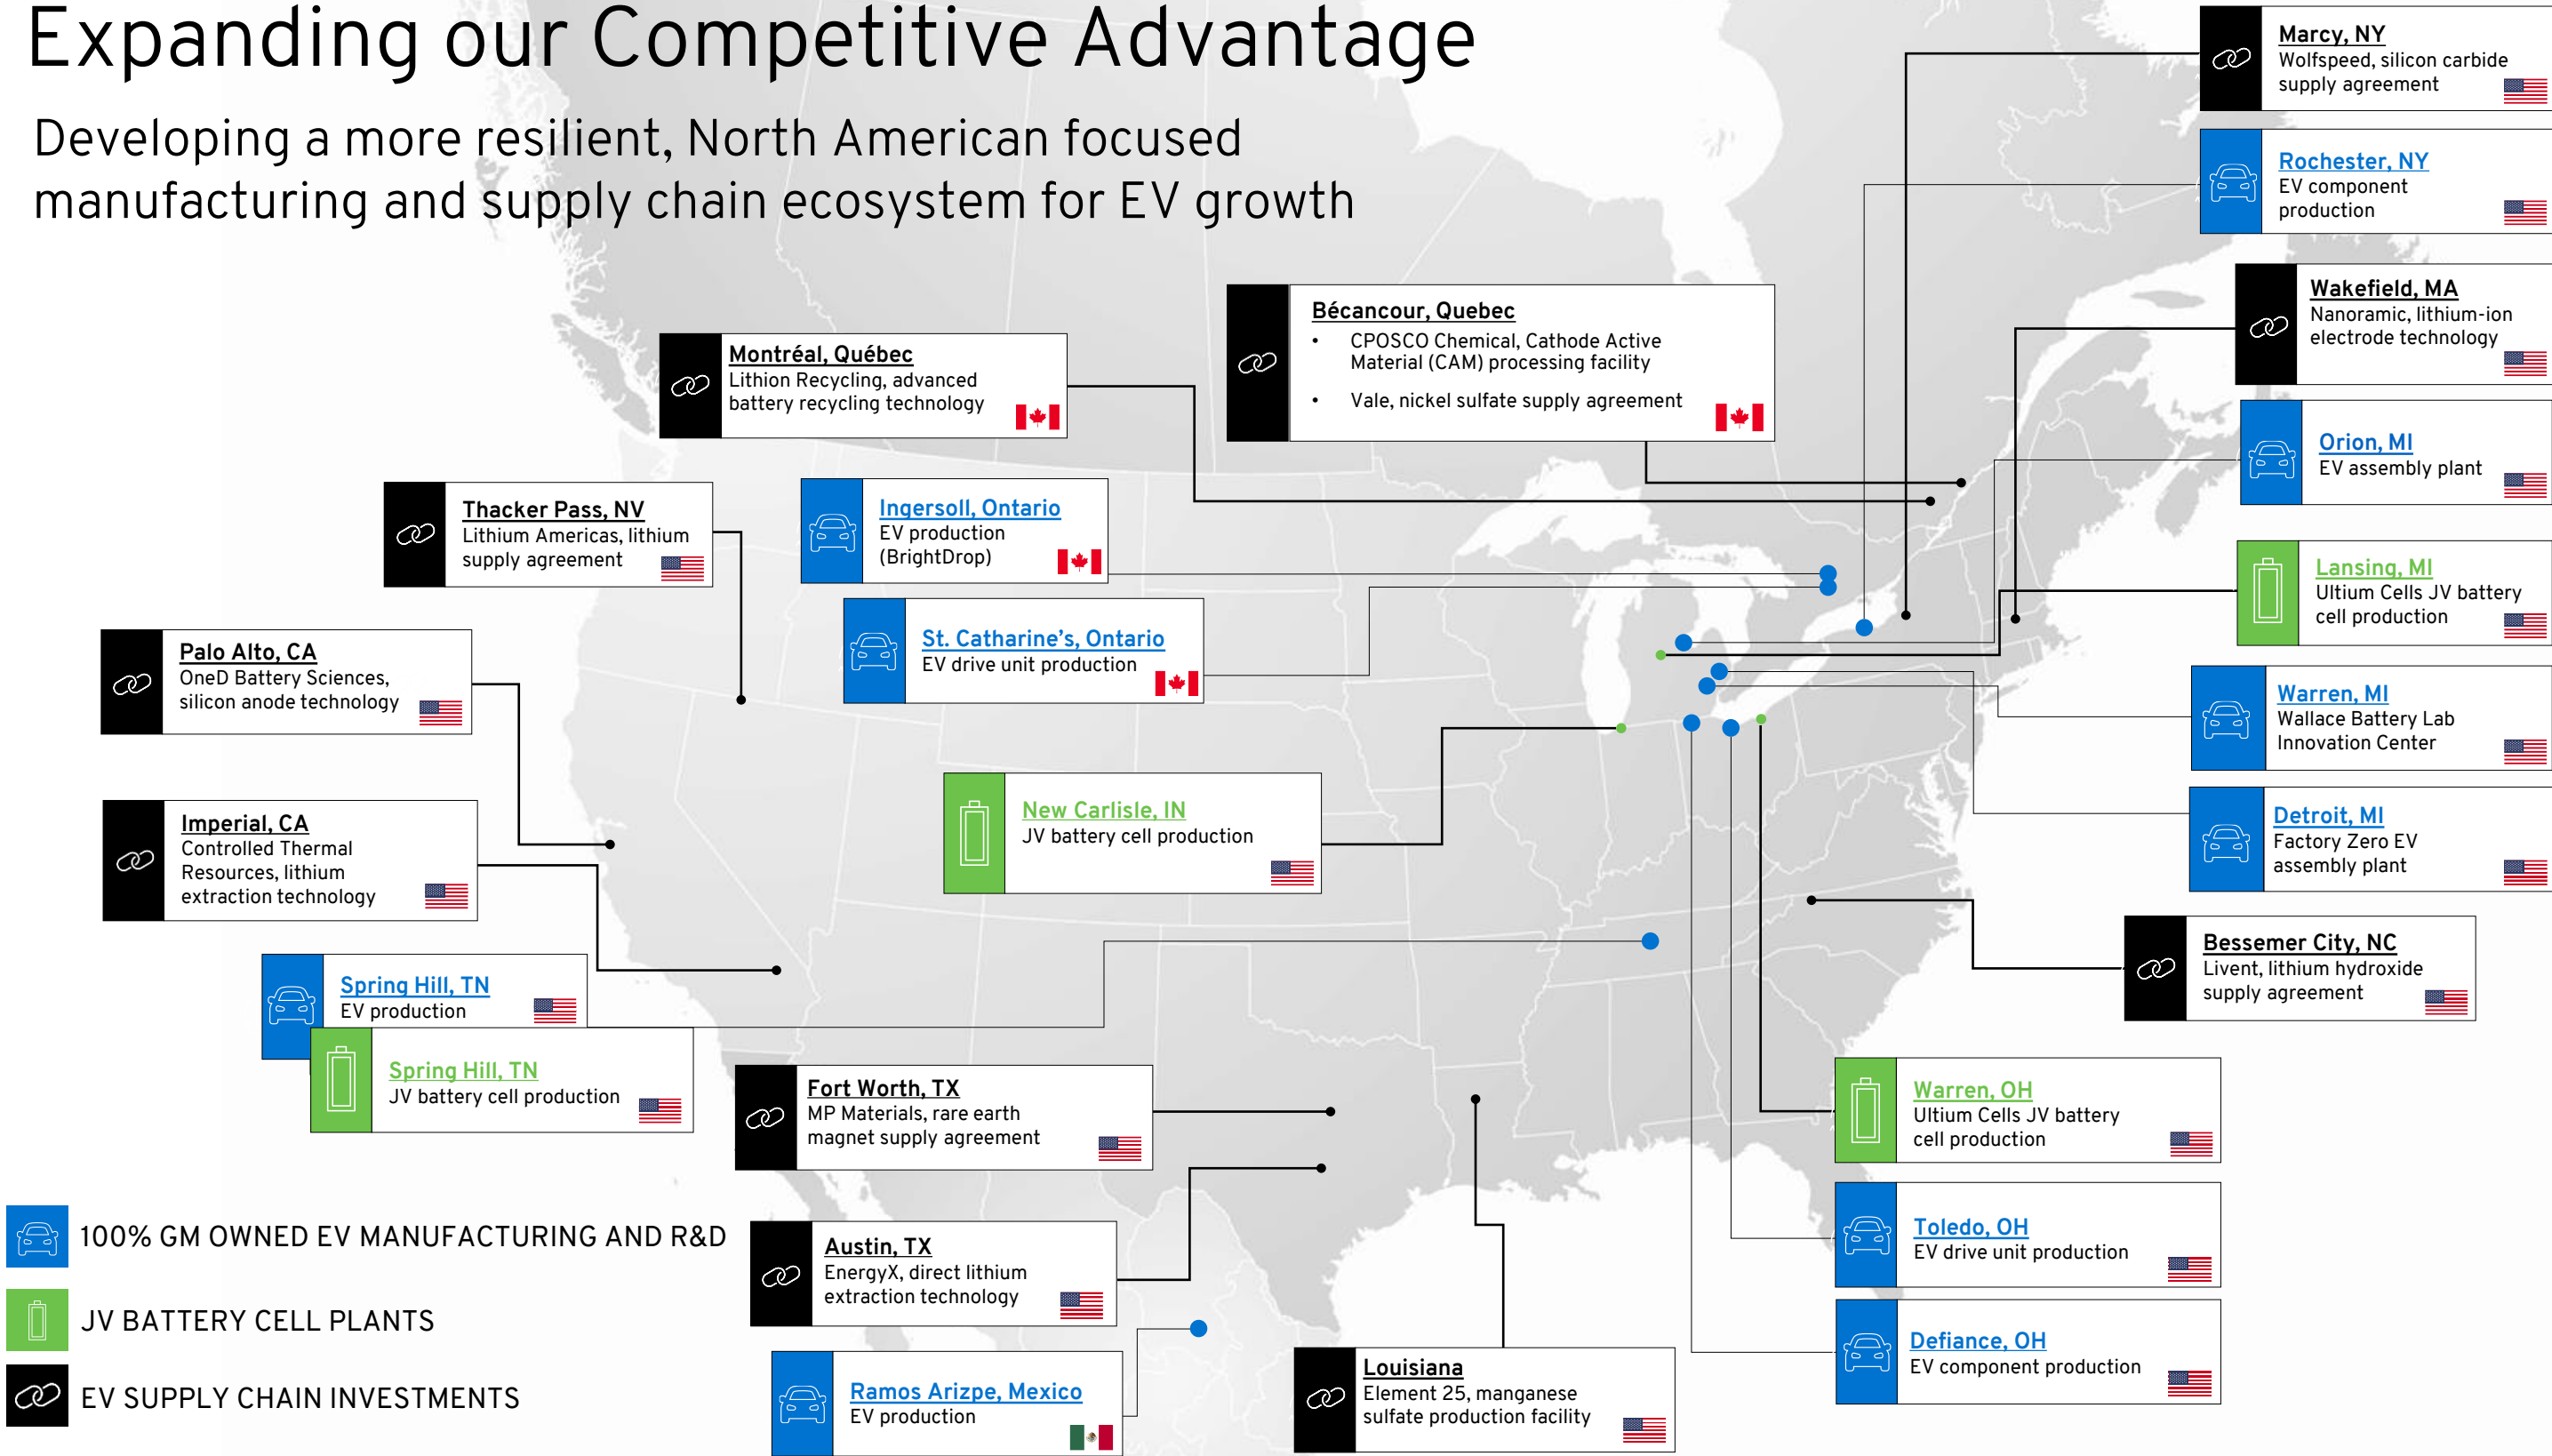 Expanding our Competitive Advantage
Developing a more resilient, North American focused
manufacturing and supply chain ecosystem for EV growth
Marcy, NY
Wolfspeed, silicon carbide
supply agreement
Rochester, NY
EV component
production
Wakefield, MA
Nanoramic, lithium-ion
electrode technology
Bécancour, Quebec
• CPOSCO Chemical, Cathode Active
Material (CAM) processing facility
• Vale, nickel sulfate supply agreement
Montréal, Québec
Lithion Recycling, advanced
battery recycling technology
Orion, MI
EV assembly plant
Thacker Pass, NV
Lithium Americas, lithium
supply agreement
Ingersoll, Ontario
EV production
(BrightDrop)
Lansing, MI
Ultium Cells JV battery
cell production
St. Catharine's, Ontario
EV drive unit production
Palo Alto, CA
OneD Battery Sciences,
silicon anode technology
Warren, MI
Wallace Battery Lab
Innovation Center
New Carlisle, IN
JV battery cell production
Detroit, MI
Factory Zero EV
assembly plant
Imperial, CA
Controlled Thermal
Resources, lithium
extraction technology
Bessemer City, NC
Livent, lithium hydroxide
supply agreement
Spring Hill, TN
EV production
Spring Hill, TN
JV battery cell production
Fort Worth, TX
MP Materials, rare earth
magnet supply agreement
Warren, OH
Ultium Cells JV battery
cell production
Toledo, OH
EV drive unit production
Austin, TX
EnergyX, direct lithium
extraction technology
Defiance, OH
EV component production
Ramos Arizpe, Mexico
EV production
Louisiana
Element 25, manganese
sulfate production facility
100% GM OWNED EV MANUFACTURING AND R&D
JV BATTERY CELL PLANTS
EV SUPPLY CHAIN INVESTMENTS